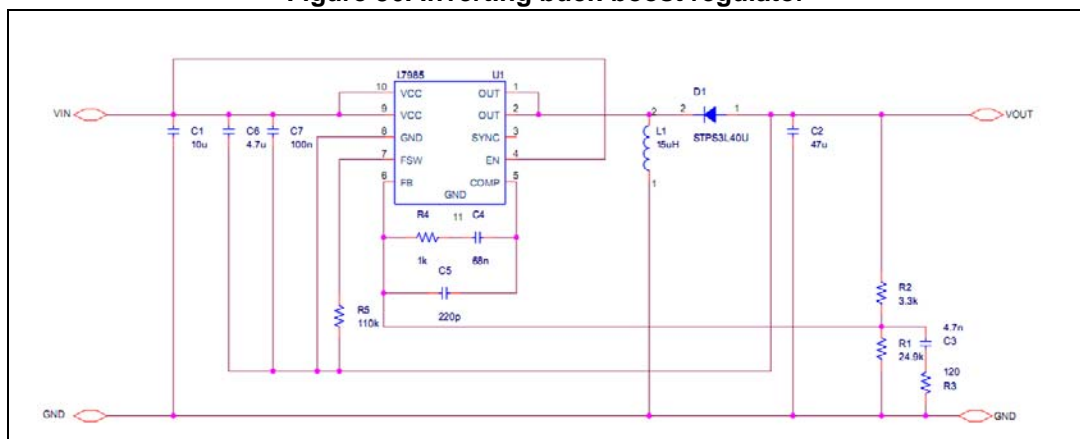 Figure Inverting buck-boost regulator
L7985 U1
10 VCC OUT 1
9 VCC OUT 2
8 GND SYNC 3
7 FSW EN 4
6 FB COMP 5
GND
11
VIN
C1
10u
C6
4.7u
C7
100n
R4
1k
C4
68n
C5
220p
R5
110k
2
L1
15uH
1
D1
2 1
STPS3L40U
C2
47u
VOUT
R2
3.3k
R1
24.9k
4.7n
C3
120
R3
GND
GND